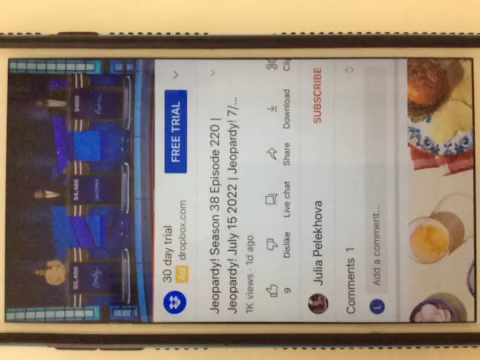 30 day trial
Ad dropbox.com
FREE TRIAL
Jeopardy! Season 38 Episode 220 |
Jeopardy! July 15 2022 | Jeopardy! 7/...
1K views · 1d ago
9
Dislike
Live chat
Share
Download
Julia Pelekhova
SUBSCRIBE
Comments 1
L
Add a comment...